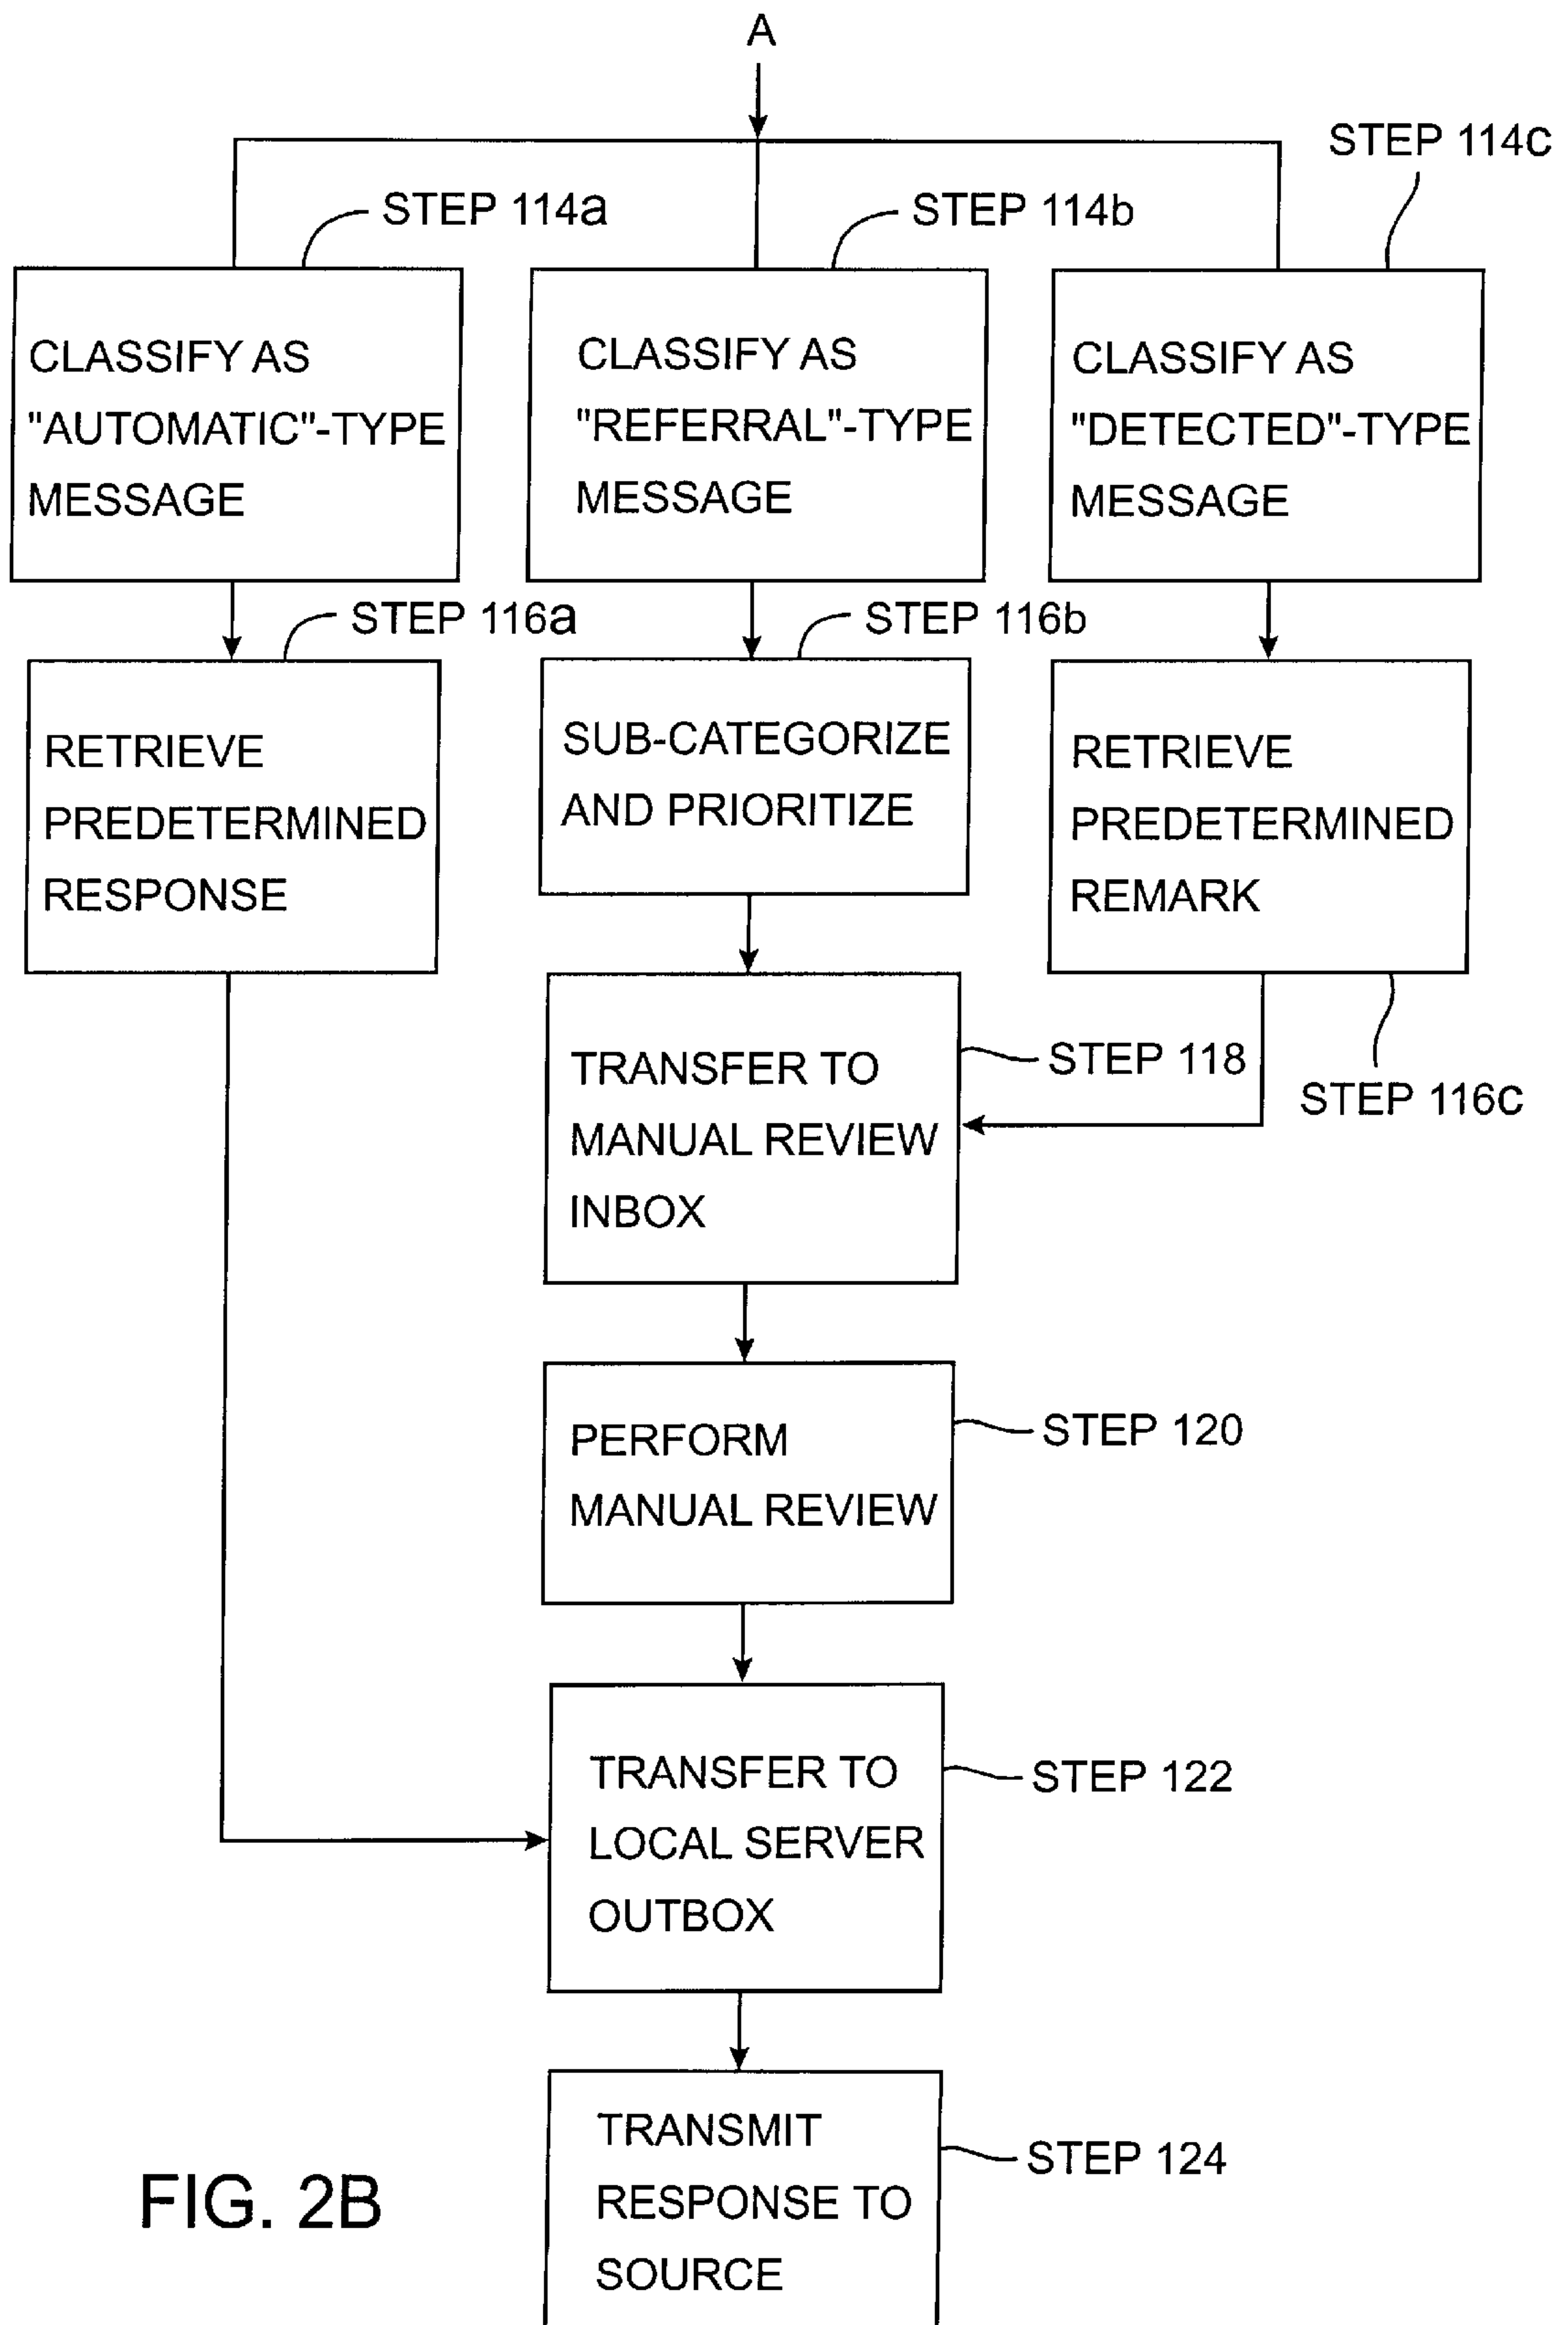 A
STEP 114c
STEP 114a
STEP 114b
CLASSIFY AS
"AUTOMATIC"-TYPE
MESSAGE
CLASSIFY AS
"REFERRAL"-TYPE
MESSAGE
CLASSIFY AS
"DETECTED"-TYPE
MESSAGE
STEP 116a
STEP 116b
RETRIEVE
PREDETERMINED
RESPONSE
SUB-CATEGORIZE
AND PRIORITIZE
RETRIEVE
PREDETERMINED
REMARK
TRANSFER TO
MANUAL REVIEW
INBOX
STEP 118
STEP 116c
PERFORM
MANUAL REVIEW
STEP 120
TRANSFER TO
LOCAL SERVER
OUTBOX
STEP 122
TRANSMIT
RESPONSE TO
SOURCE
STEP 124
FIG. 2B